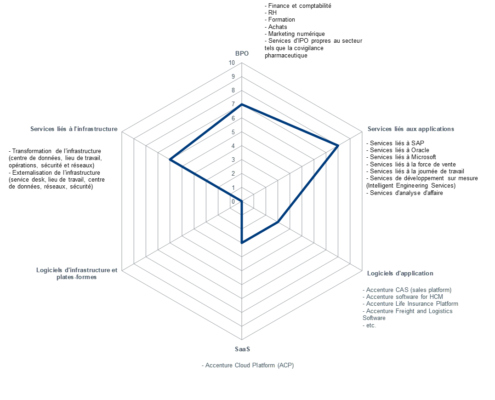 - Finance et comptabilité
- RH
- Formation
- Achats
- Marketing numérique
- Services d'IPO propres au secteur
tels que la covigilance
pharmaceutique
BPO
10
9
8
7
6
5
4
3
2
1
0
Services liés à l'infrastructure
- Transformation de l'infrastructure
(centre de données, lieu de travail,
opérations, sécurité et réseaux)
- Externalisation de l'infrastructure
(service desk, lieu de travail, centre
de données, réseaux, sécurité)
Services liés aux applications
- Services liés à SAP
- Services liés à Oracle
- Services liés à Microsoft
- Services liés à la force de vente
- Services liés à la journée de travail
- Services de développement sur mesure
(Intelligent Engineering Services)
- Services d'analyse d'affaire
Logiciels d'infrastructure et
plates-formes
Logiciels d'application
- Accenture CAS (sales platform)
- Accenture software for HCM
- Accenture Life Insurance Platform
- Accenture Freight and Logistics
Software
- etc.
SaaS
- Accenture Cloud Platform (ACP)